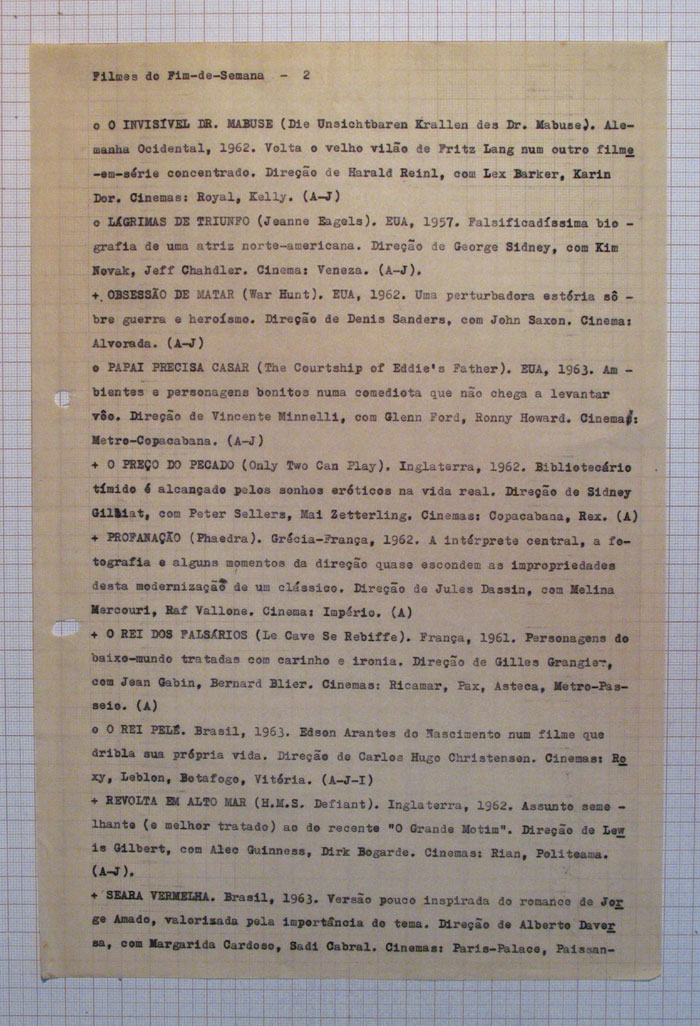 Filmes do Fim-de-Semana - 2
o O INVISÍVEL DR. MABUSE (Die Unsichtbaren Krallen des Dr. Mabuse). Ale-
manha Ocidental, 1962. Volta o velho vilão de Fritz Lang num outro filme
-em-série concentrado. Direção de Harald Reinl, com Lex Barker, Karin
Dor. Cinemas: Royal, Kelly. (A-J)
o LÁGRIMAS DE TRIUNFO (Jeanne Eagels). EUA, 1957. Falsificadíssima bio -
grafia de uma atriz norte-americana. Direção de George Sidney, com Kim
Novak, Jeff Chahdler. Cinema: Veneza. (A-J).
+ OBSESSÃO DE MATAR (War Hunt). EUA, 1962. Uma perturbadora estória sô -
bre guerra e heroísmo. Direção de Denis Sanders, com John Saxon. Cinema:
Alvorada. (A-J)
o PAPAI PRECISA CASAR (The Courtship of Eddie's Father). EUA, 1963. Am -
bientes e personagens bonitos numa comediota que não chega a levantar
vôo. Direção de Vincente Minnelli, com Glenn Ford, Ronny Howard. Cinema:
Metro-Copacabana. (A-J)
+ O PREÇO DO PECADO (Only Two Can Play). Inglaterra, 1962. Bibliotecário
tímido é alcançado pelos sonhos eróticos na vida real. Direção de Sidney
Gilliat, com Peter Sellers, Mai Zetterling. Cinemas: Copacabana, Rex. (A)
+ PROFANAÇÃO (Phaedra). Grécia-França, 1962. A intérprete central, a fo-
tografia e alguns momentos da direção quase escondem as impropriedades
desta modernização de um clássico. Direção de Jules Dassin, com Melina
Mercouri, Raf Vallone. Cinema: Império. (A)
+ O REI DOS FALSÁRIOS (Le Cave Se Rebiffe). França, 1961. Personagens do
baixo-mundo tratadas com carinho e ironia. Direção de Gilles Grangier,
com Jean Gabin, Bernard Blier. Cinemas: Ricamar, Pax, Asteca, Metro-Pas-
seio. (A)
o O REI PELÉ. Brasil, 1963. Edson Arantes do Nascimento num filme que
dribla sua própria vida. Direção de Carlos Hugo Christensen. Cinemas: Ro
xy, Leblon, Botafogo, Vitória. (A-J-I)
+ REVOLTA EM ALTO MAR (H.M.S. Defiant). Inglaterra, 1962. Assunto seme -
lhante (e melhor tratado) ao do recente "O Grande Motim". Direção de Lew
is Gilbert, com Alec Guinness, Dirk Bogarde. Cinemas: Rian, Politeama.
(A-J).
+ SEARA VERMELHA. Brasil, 1963. Versão pouco inspirada do romance de Jor
ge Amado, valorizada pela importância do tema. Direção de Alberto Daver
sa, com Margarida Cardoso, Sadi Cabral. Cinemas: Paris-Palace, Paissan-